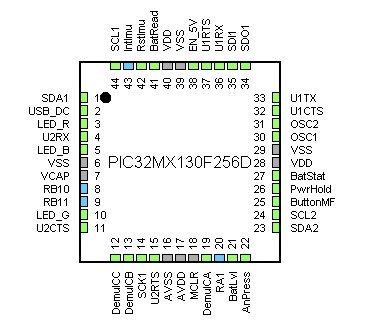 SCL1 IntImu RstImu BatRead VDD VSS EN_5V U1RTS U1RX SDI1 SDO1
44 43 42 41 40 39 38 37 36 35 34
SDA1 1 33 U1TX
USB_DC 2 32 U1CTS
LED_R 3 31 OSC2
U2RX 4 30 OSC1
LED_B 5 29 VSS
VSS 6 PIC32MX130F256D 28 VDD
VCAP 7 27 BatStat
RB10 8 26 PwrHold
RB11 9 25 ButtonMF
LED_G 10 24 SCL2
U2CTS 11 23 SDA2
12 13 14 15 16 17 18 19 20 21 22
DemulCC DemulCB SCK1 U2RTS AVSS AVDD MCLR DemulCA RA1 BatLvl AnPress